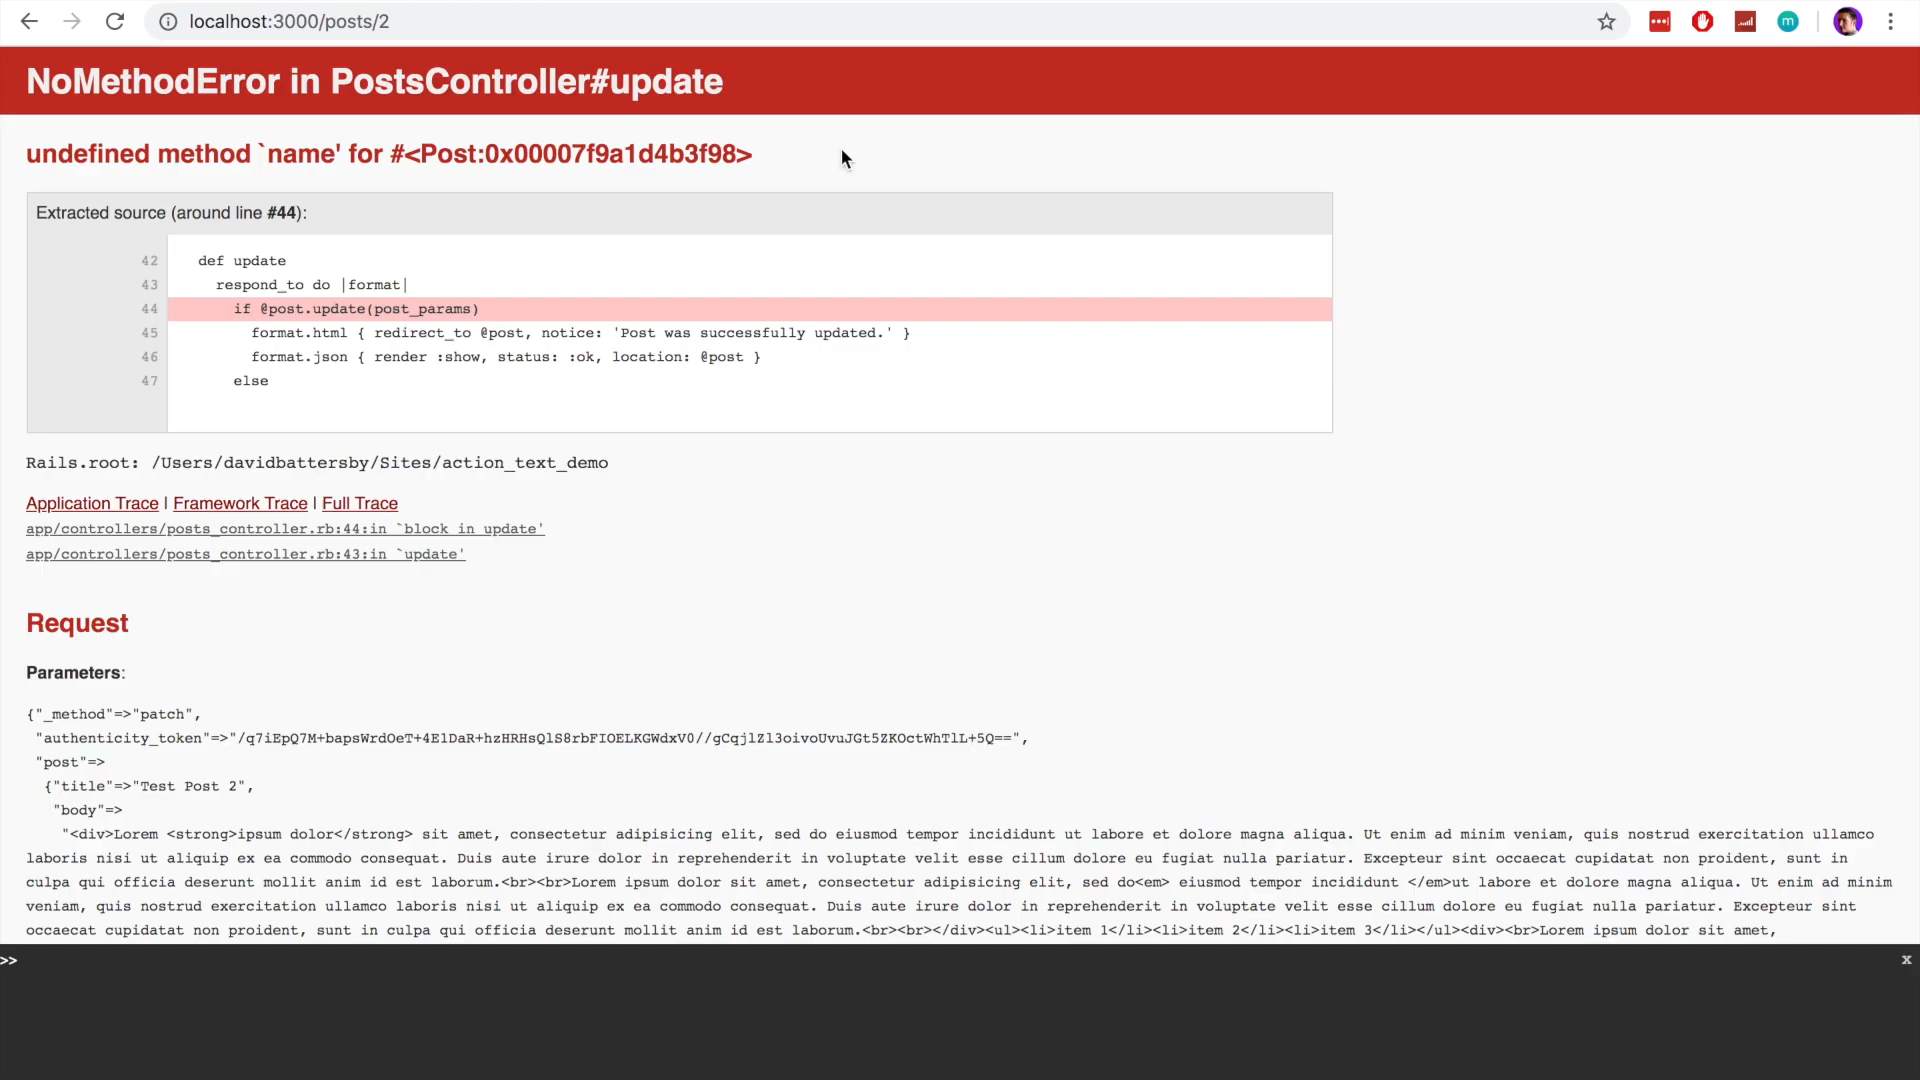 localhost:3000/posts/2
m
NoMethodError in PostsController#update
undefined method `name' for #<Post:0x00007f9a1d4b3f98>
Extracted source (around line #44):
42 def update
43 respond_to do |format|
44 if @post.update(post_params)
45 format.html { redirect_to @post, notice: 'Post was successfully updated.' }
46 format.json { render :show, status: :ok, location: @post }
47 else
Rails.root: /Users/davidbattersby/Sites/action_text_demo
Application Trace | Framework Trace | Full Trace
app/controllers/posts_controller.rb:44:in `block in update'
app/controllers/posts_controller.rb:43:in `update'
Request
Parameters:
{"_method"=>"patch",
"authenticity_token"=>"/q7iEpQ7M+bapsWrdOeT+4E1DaR+hzHRHsQlS8rbFIOELKGWdxV0//gCqjlZl3oivoUvuJGt5ZKOctWhTlL+5Q==",
"post"=>
{"title"=>"Test Post 2",
"body"=>
"<div>Lorem <strong>ipsum dolor</strong> sit amet, consectetur adipisicing elit, sed do eiusmod tempor incididunt ut labore et dolore magna aliqua. Ut enim ad minim veniam, quis nostrud exercitation ullamco
laboris nisi ut aliquip ex ea commodo consequat. Duis aute irure dolor in reprehenderit in voluptate velit esse cillum dolore eu fugiat nulla pariatur. Excepteur sint occaecat cupidatat non proident, sunt in
culpa qui officia deserunt mollit anim id est laborum.<br><br>Lorem ipsum dolor sit amet, consectetur adipisicing elit, sed do<em> eiusmod tempor incididunt </em>ut labore et dolore magna aliqua. Ut enim ad minim
veniam, quis nostrud exercitation ullamco laboris nisi ut aliquip ex ea commodo consequat. Duis aute irure dolor in reprehenderit in voluptate velit esse cillum dolore eu fugiat nulla pariatur. Excepteur sint
occaecat cupidatat non proident, sunt in culpa qui officia deserunt mollit anim id est laborum.<br><br></div><ul><li>item 1</li><li>item 2</li><li>item 3</li></ul><div><br>Lorem ipsum dolor sit amet,
>>
x